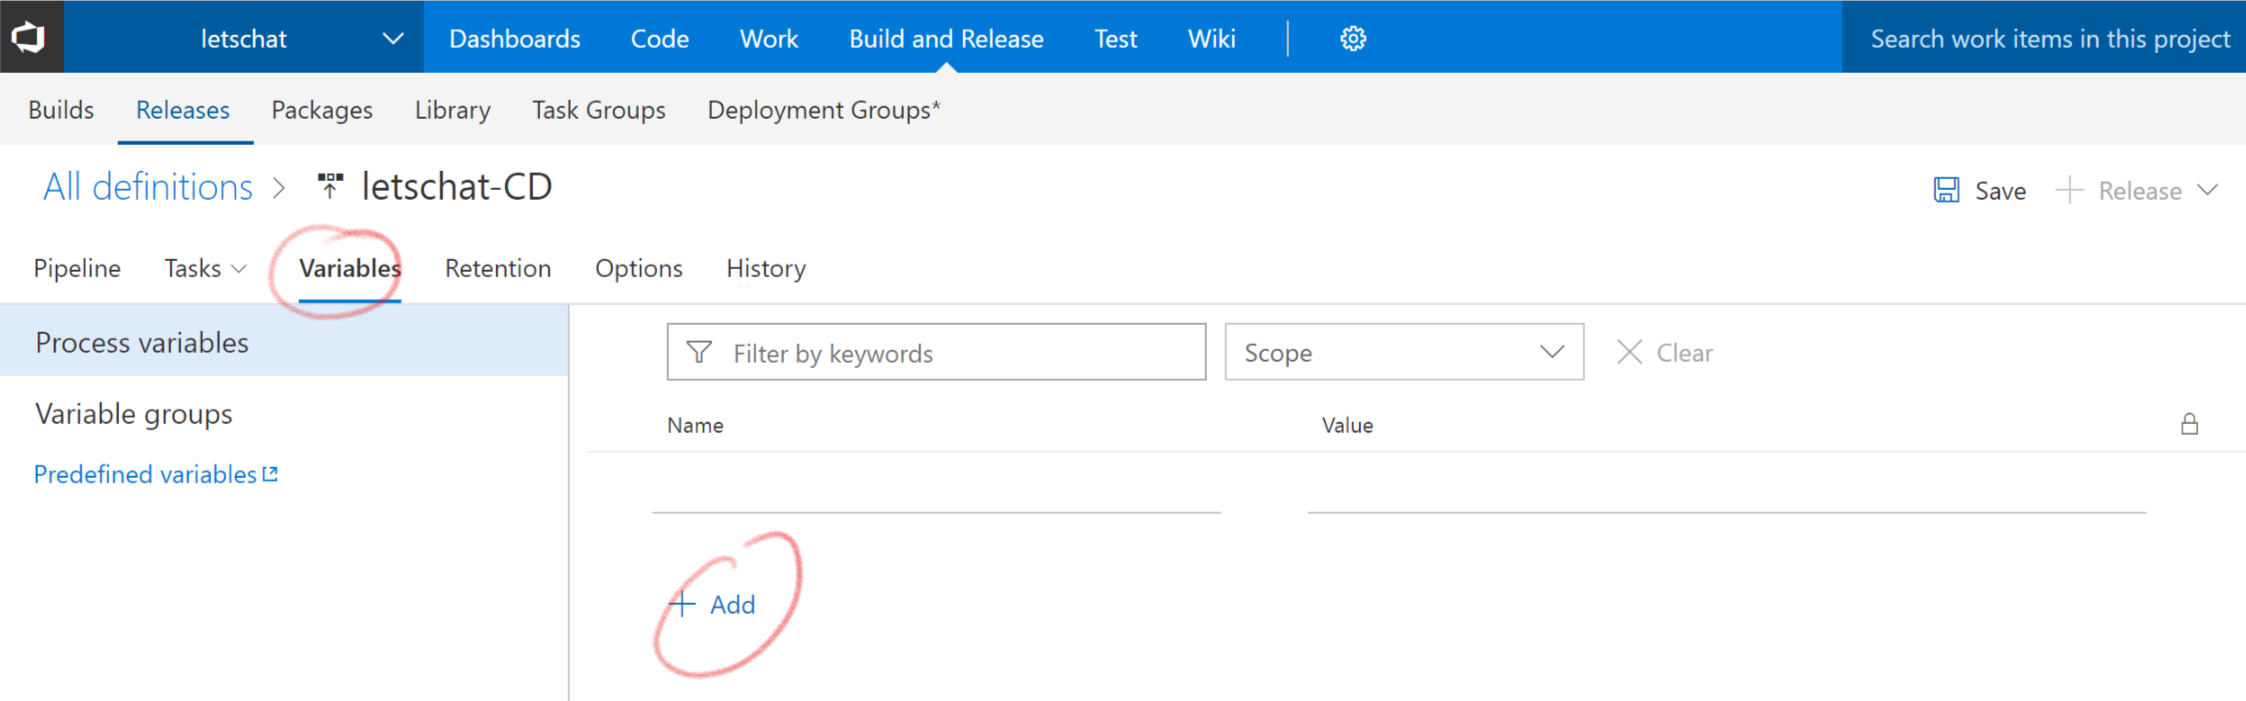 letschat Dashboards Code Work Build and Release Test Wiki Search work items in this project
Builds Releases Packages Library Task Groups Deployment Groups*
All definitions > letschat-CD Save + Release
Pipeline Tasks Variables Retention Options History
Process variables Filter by keywords Scope Clear
Variable groups Name Value
Predefined variables
+ Add